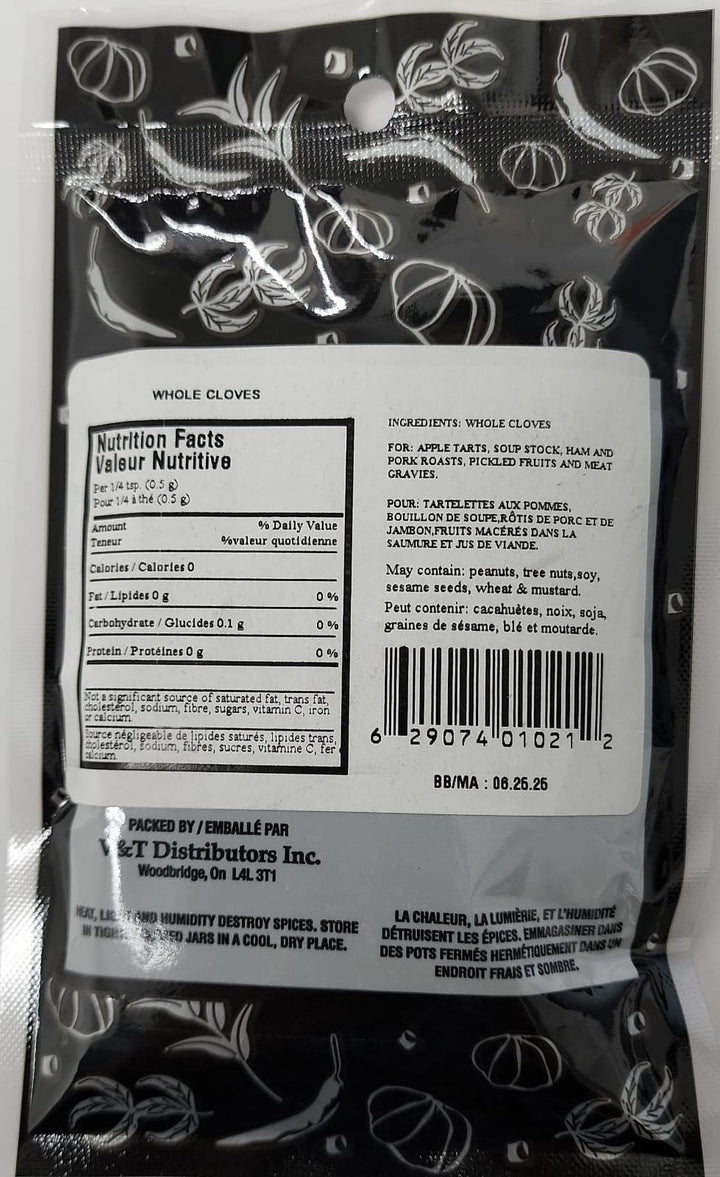 WHOLE CLOVES
Nutrition Facts
Valeur Nutritive
Per 1/4 tsp. (0.5 g)
Pour 1/4 à thé (0.5 g)
Amount % Daily Value
Teneur %valeur quotidienne
Calories / Calories 0
Fat / Lipides 0 g 0 %
Carbohydrate / Glucides 0.1 g 0 %
Protein / Protéines 0 g 0 %
Not a significant source of saturated fat, trans fat,
cholesterol, sodium, fibre, sugars, vitamin C, iron
or calcium
Source négligeable de lipides saturés, lipides trans,
cholestérol, sodium, fibres, sucres, vitamine C, fer
calcium
INGREDIENTS: WHOLE CLOVES
FOR: APPLE TARTS, SOUP STOCK, HAM AND
PORK ROASTS, PICKLED FRUITS AND MEAT
GRAVIES.
POUR: TARTELETTES AUX POMMES,
BOUILLON DE SOUPE,RÔTIS DE PORC ET DE
JAMBON,FRUITS MACÉRÉS DANS LA
SAUMURE ET JUS DE VIANDE.
May contain: peanuts, tree nuts,soy,
sesame seeds, wheat & mustard.
Peut contenir: cacahuètes, noix, soja,
graines de sésame, blé et moutarde.
6 29074 01021 2
BB/MA : 06.25.25
PACKED BY / EMBALLÉ PAR
V&T Distributors Inc.
Woodbridge, On L4L 3T1
HEAT, LIGHT AND HUMIDITY DESTROY SPICES. STORE
IN JARS IN A COOL, DRY PLACE.
LA CHALEUR, LA LUMIÈRIE, ET L'HUMIDITÉ
DÉTRUISENT LES ÉPICES. EMMAGASINER DANS
DES POTS FERMÉS HERMÉTIQUEMENT DANS UN
ENDROIT FRAIS ET SOMBRE.